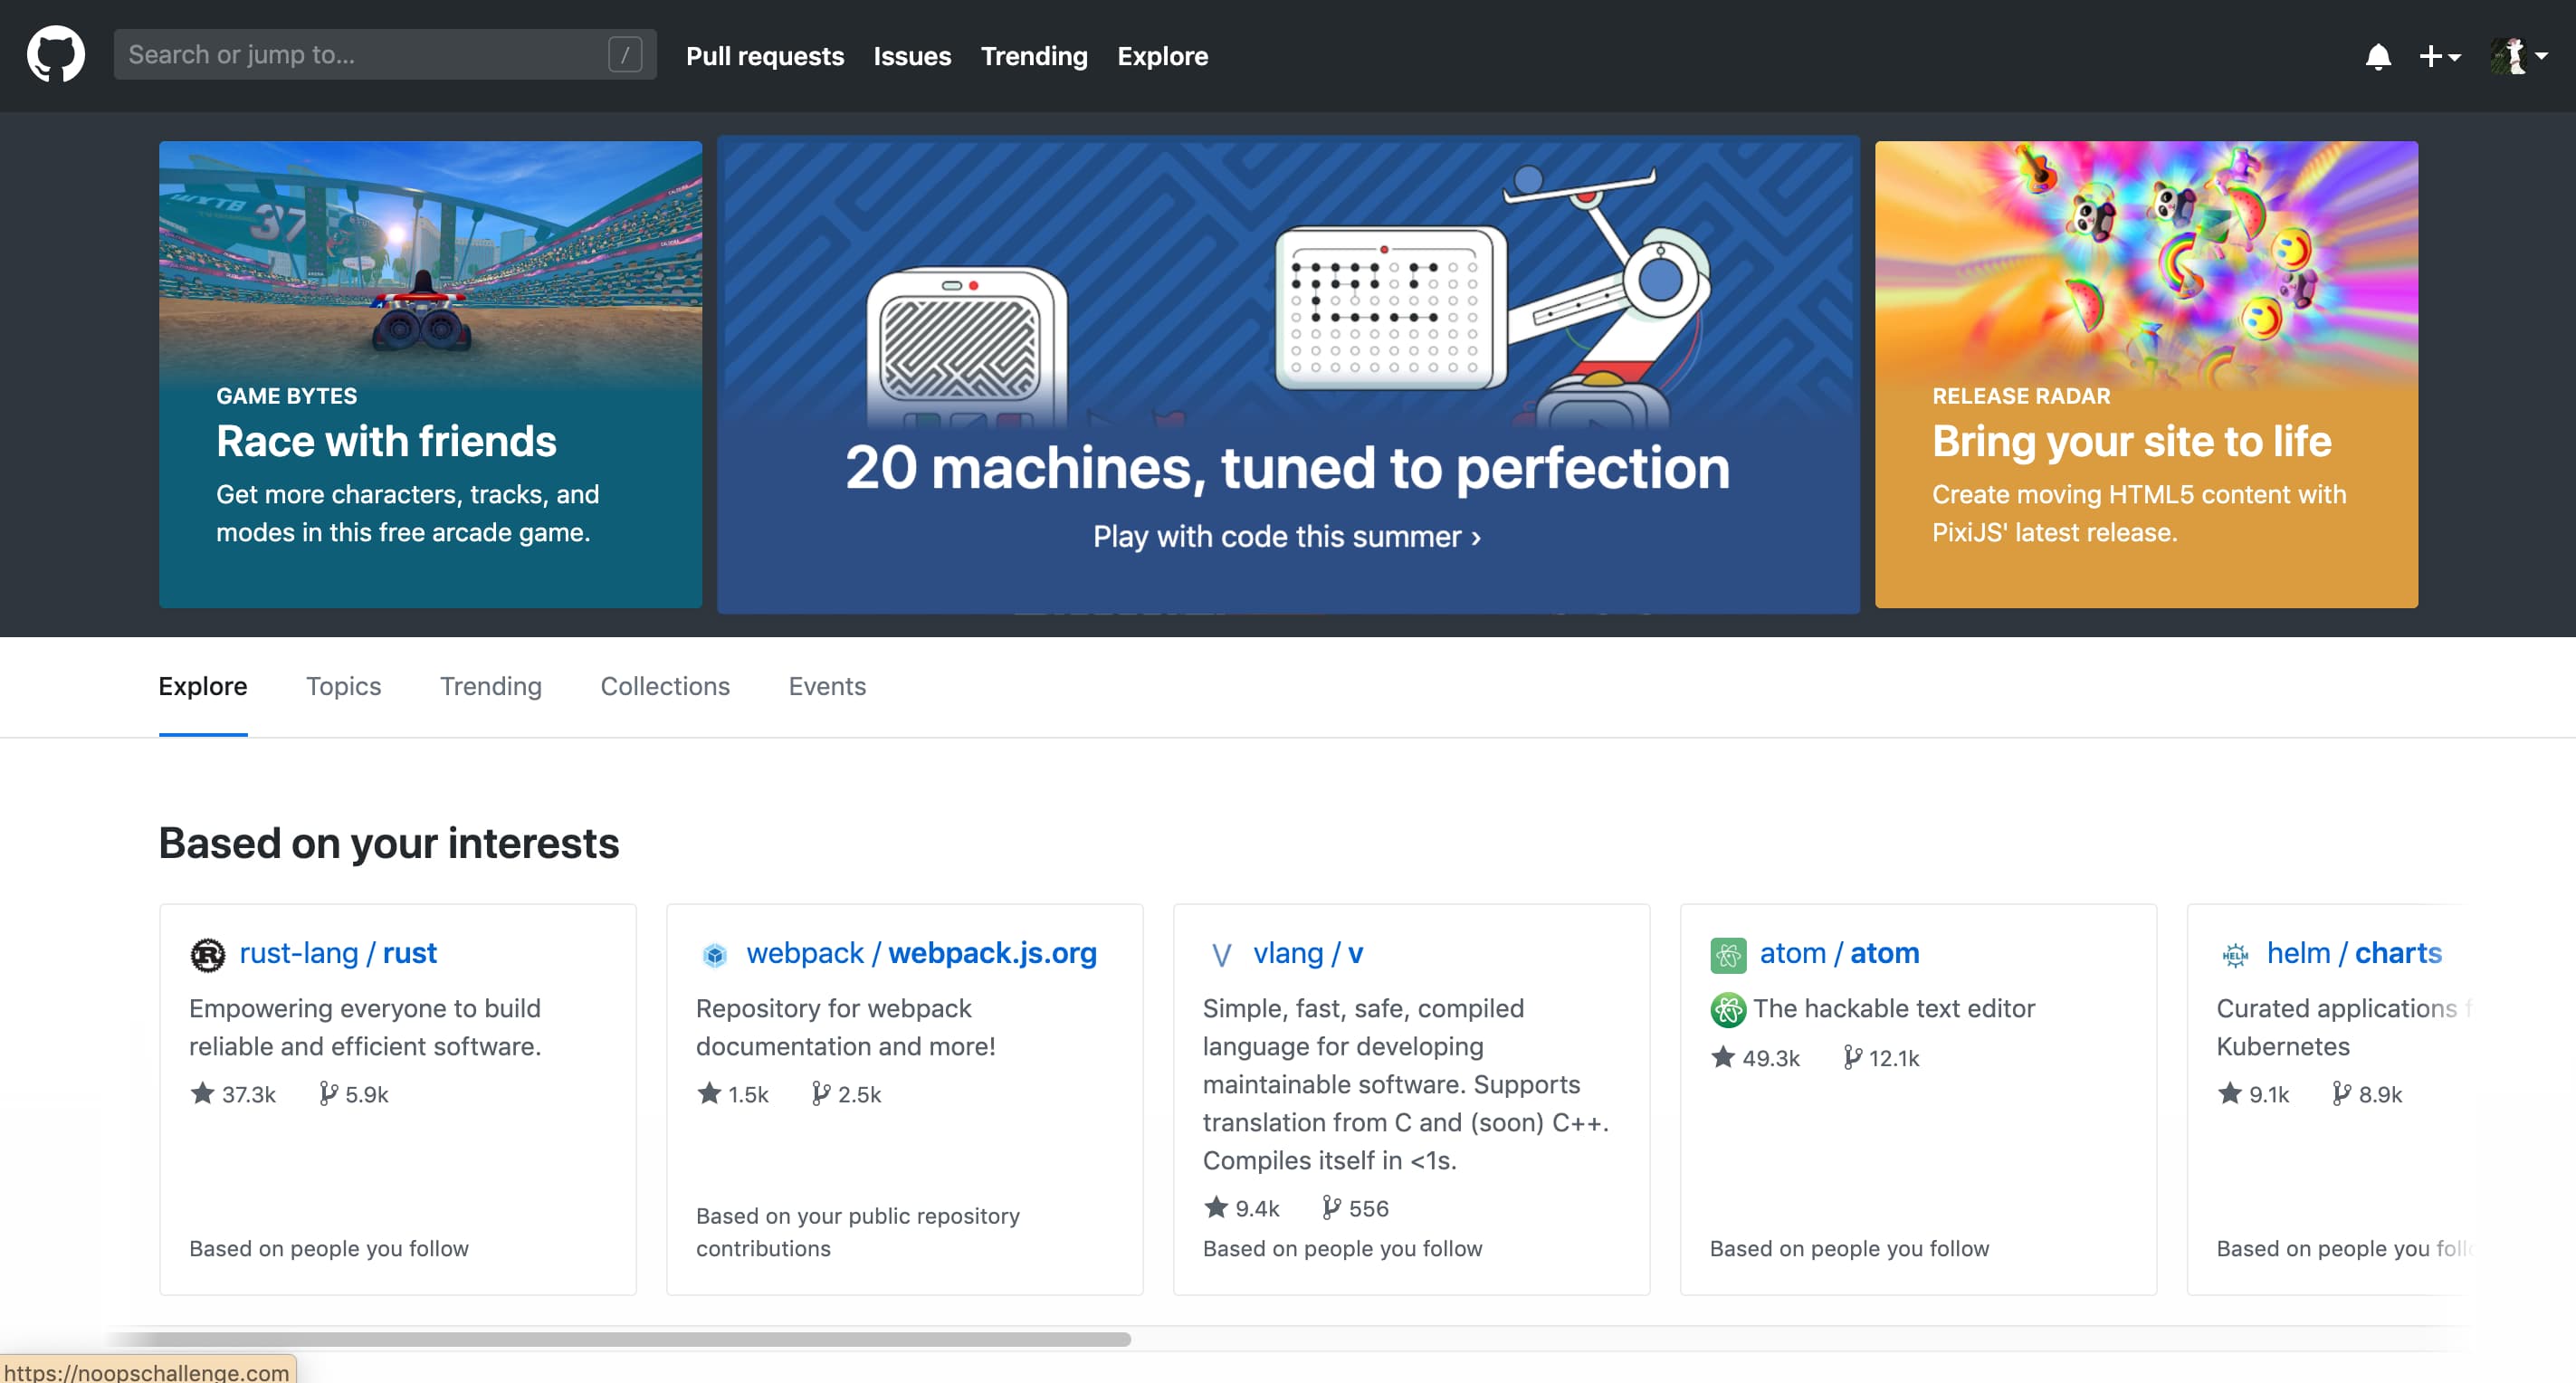 Search or jump to...
/
Pull requests
Issues
Trending
Explore
37
GAME BYTES
Race with friends
Get more characters, tracks, and
modes in this free arcade game.
20 machines, tuned to perfection
Play with code this summer ›
RELEASE RADAR
Bring your site to life
Create moving HTML5 content with
PixiJS' latest release.
Explore
Topics
Trending
Collections
Events
Based on your interests
R
rust-lang / rust
Empowering everyone to build
reliable and efficient software.
37.3k
5.9k
Based on people you follow
webpack / webpack.js.org
Repository for webpack
documentation and more!
1.5k
2.5k
Based on your public repository
contributions
V
vlang / v
Simple, fast, safe, compiled
language for developing
maintainable software. Supports
translation from C and (soon) C++.
Compiles itself in <1s.
9.4k
556
Based on people you follow
atom / atom
The hackable text editor
49.3k
12.1k
Based on people you follow
HELM
helm / charts
Curated applications f
Kubernetes
9.1k
8.9k
Based on people you follo
https://noopschallenge.com